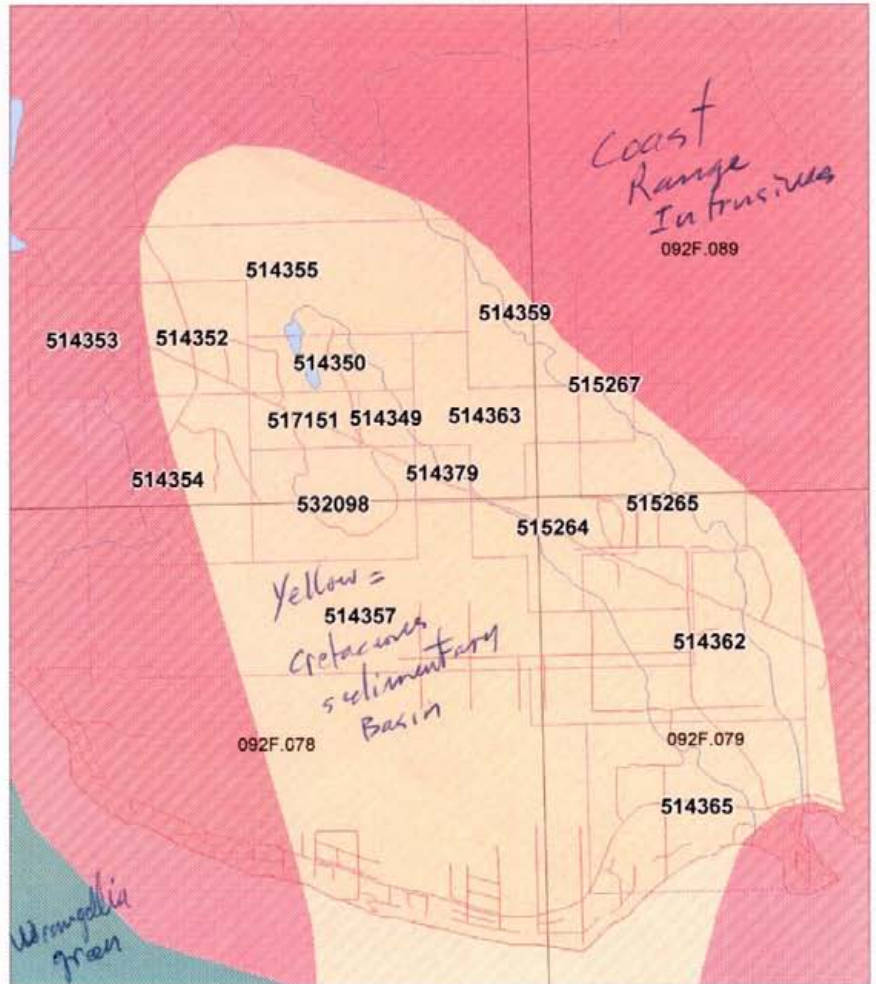 Coast
Range
Intrusives
092F.089
514355
514359
514353
514352
514350
515267
517151
514349
514363
514354
514379
532098
515265
515264
Yellow =
514357
Cretaceous
514362
sedimentary
Basin
092F.078
092F.079
514365
Wrangellia
green